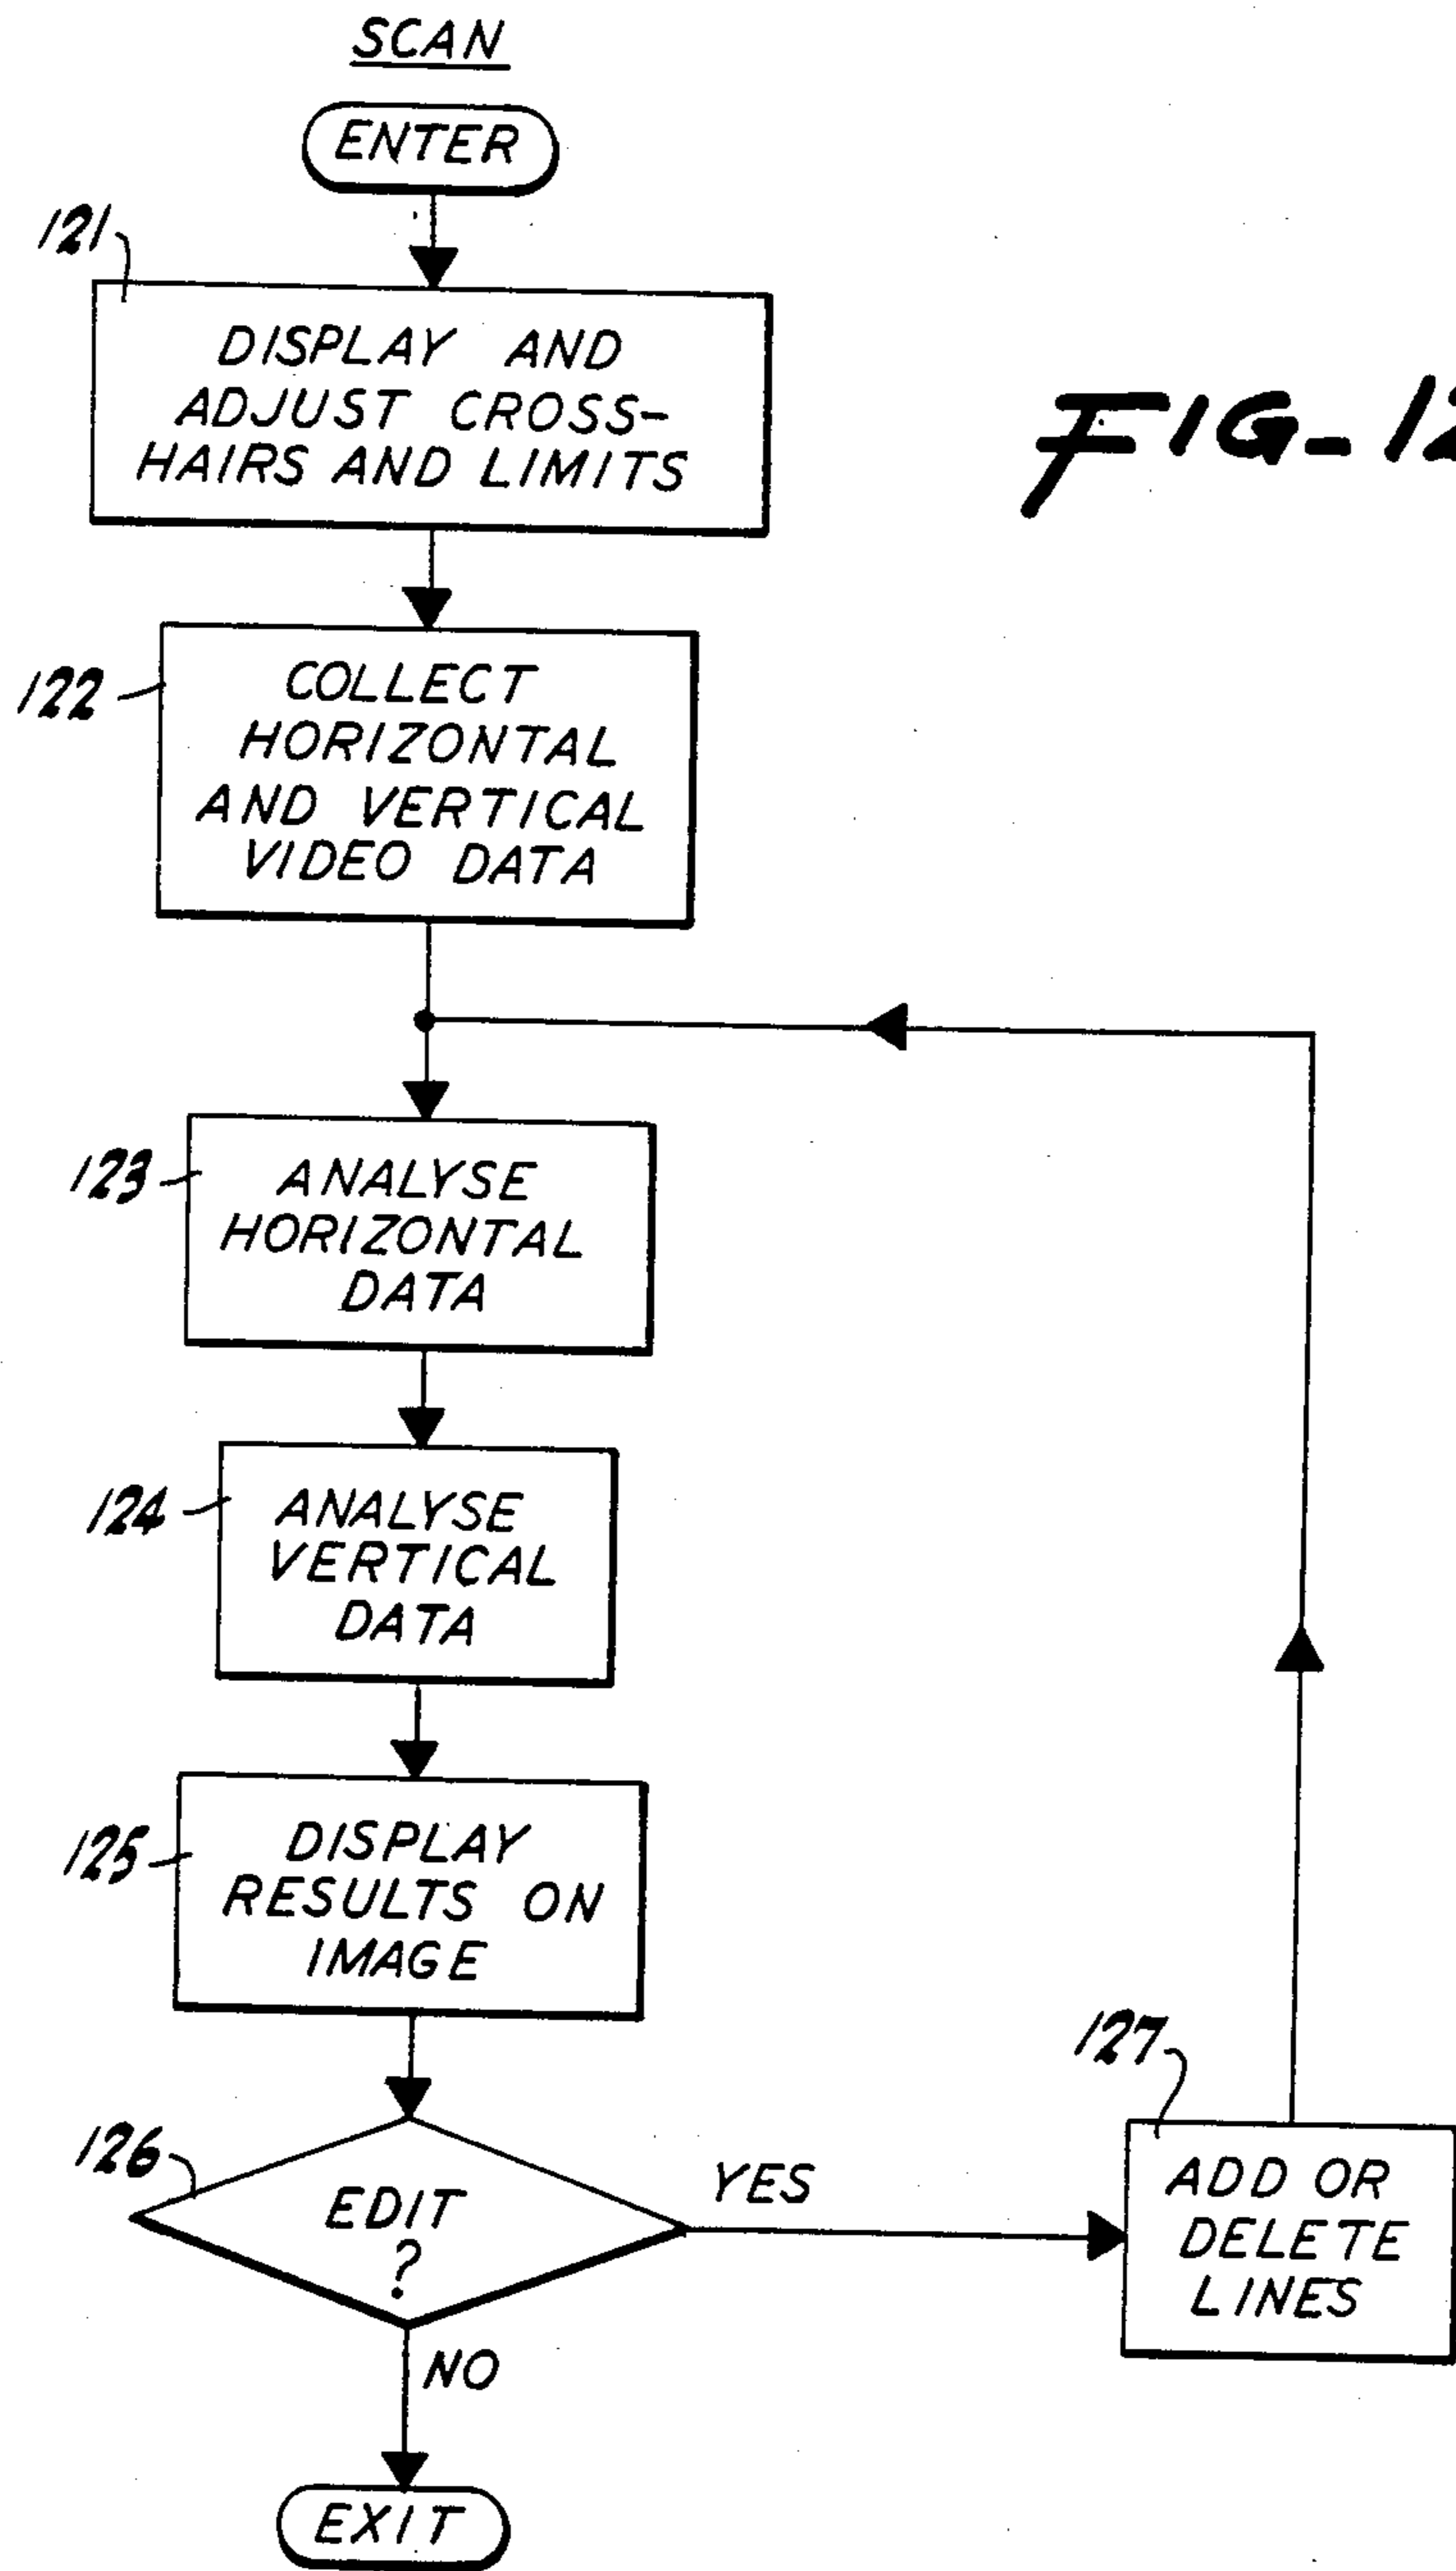 SCAN
ENTER
121
DISPLAY AND
ADJUST CROSS-
HAIRS AND LIMITS
FIG-12
122
COLLECT
HORIZONTAL
AND VERTICAL
VIDEO DATA
123
ANALYSE
HORIZONTAL
DATA
124
ANALYSE
VERTICAL
DATA
125
DISPLAY
RESULTS ON
IMAGE
126
EDIT
?
YES
127
ADD OR
DELETE
LINES
NO
EXIT